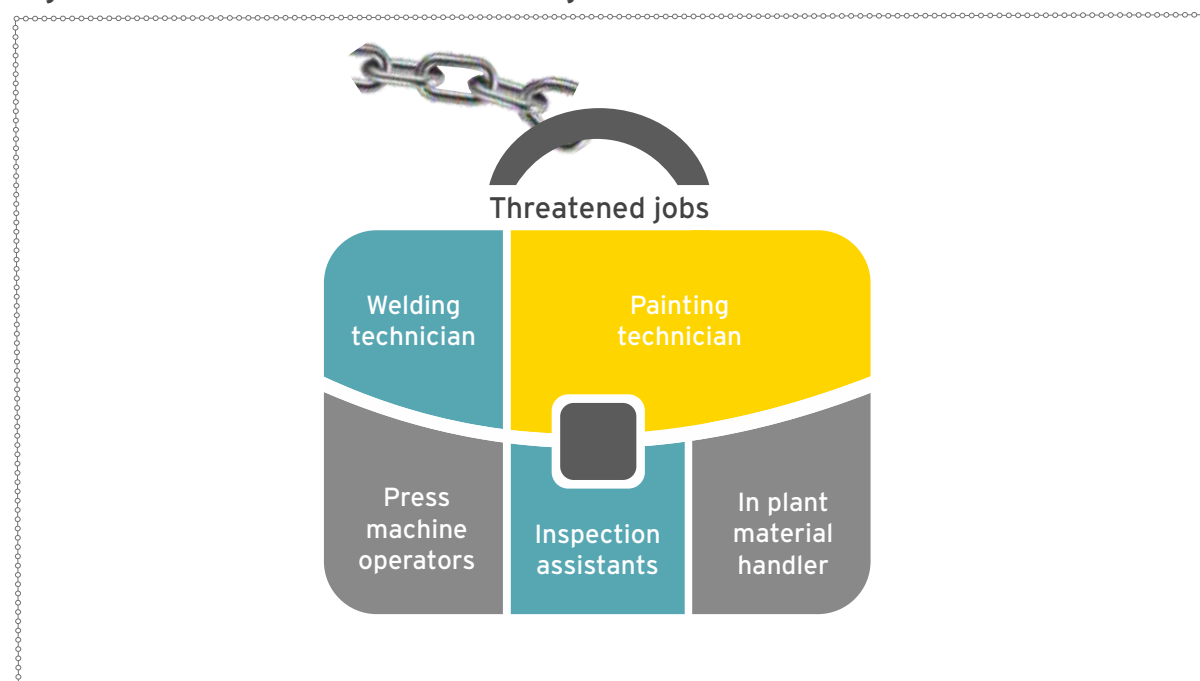 Threatened jobs
Welding
technician
Painting
technician
Press
machine
operators
Inspection
assistants
In plant
material
handler